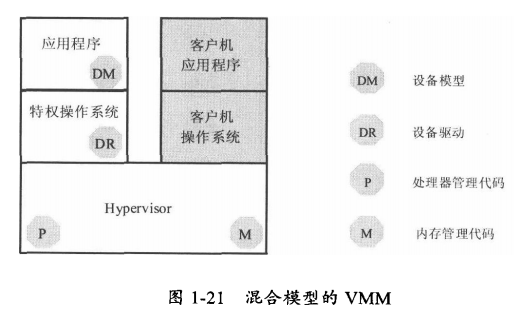 应用程序
DM
特权操作系统
DR
客户机
应用程序
客户机
操作系统
Hypervisor
P
M
DM 设备模型
DR 设备驱动
P 处理器管理代码
M 内存管理代码
图 1-21 混合模型的 VMM